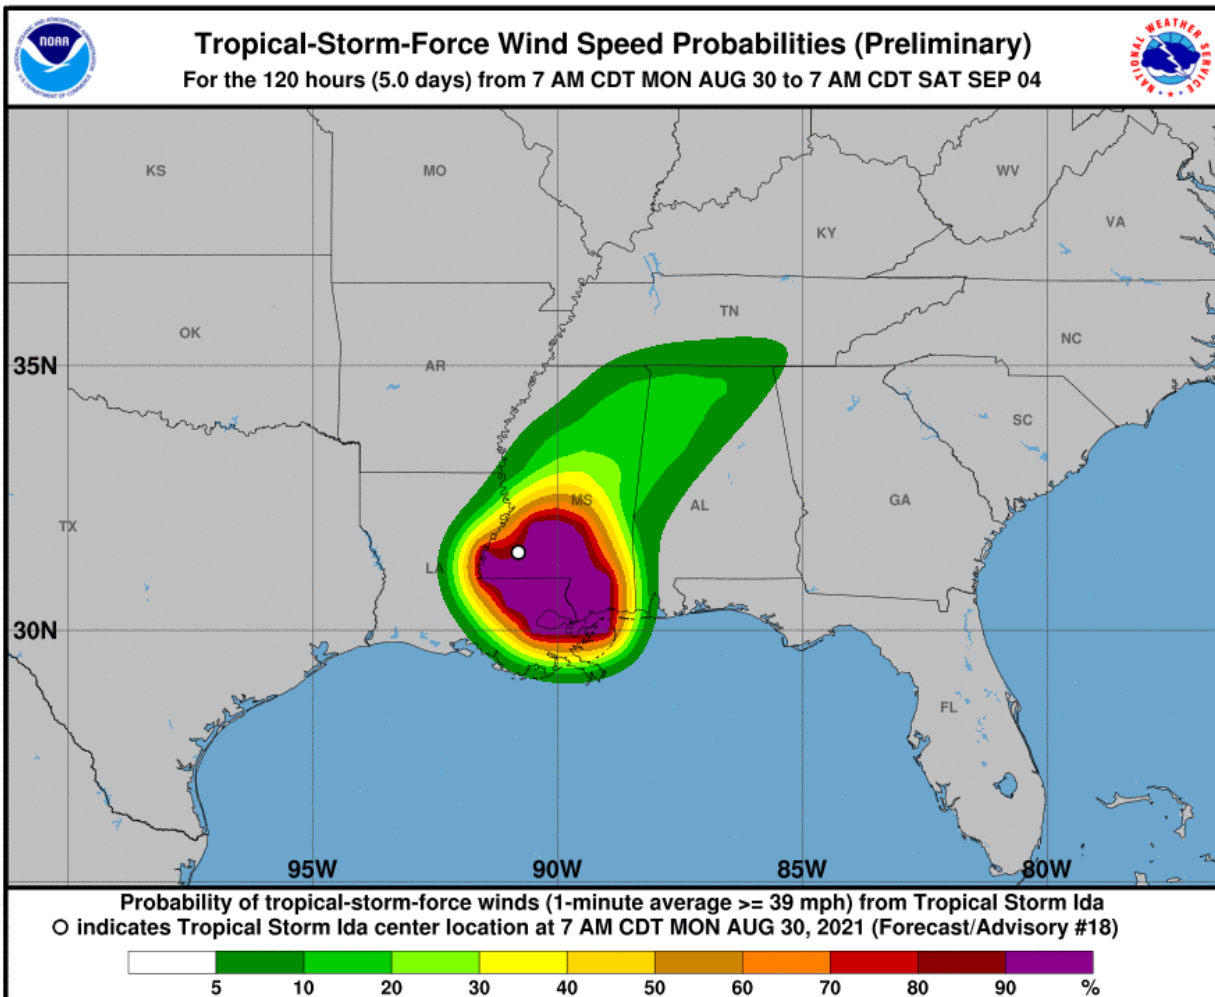 NOAA
Tropical-Storm-Force Wind Speed Probabilities (Preliminary)
For the 120 hours (5.0 days) from 7 AM CDT MON AUG 30 to 7 AM CDT SAT SEP 04
NATIONAL WEATHER SERVICE
KS
MO
WV
VA
KY
TN
OK
NC
AR
35N
SC
MS
AL
GA
TX
LA
30N
FL
95W
90W
85W
80W
Probability of tropical-storm-force winds (1-minute average >= 39 mph) from Tropical Storm Ida
O indicates Tropical Storm Ida center location at 7 AM CDT MON AUG 30, 2021 (Forecast/Advisory #18)
5 10 20 30 40 50 60 70 80 90 %